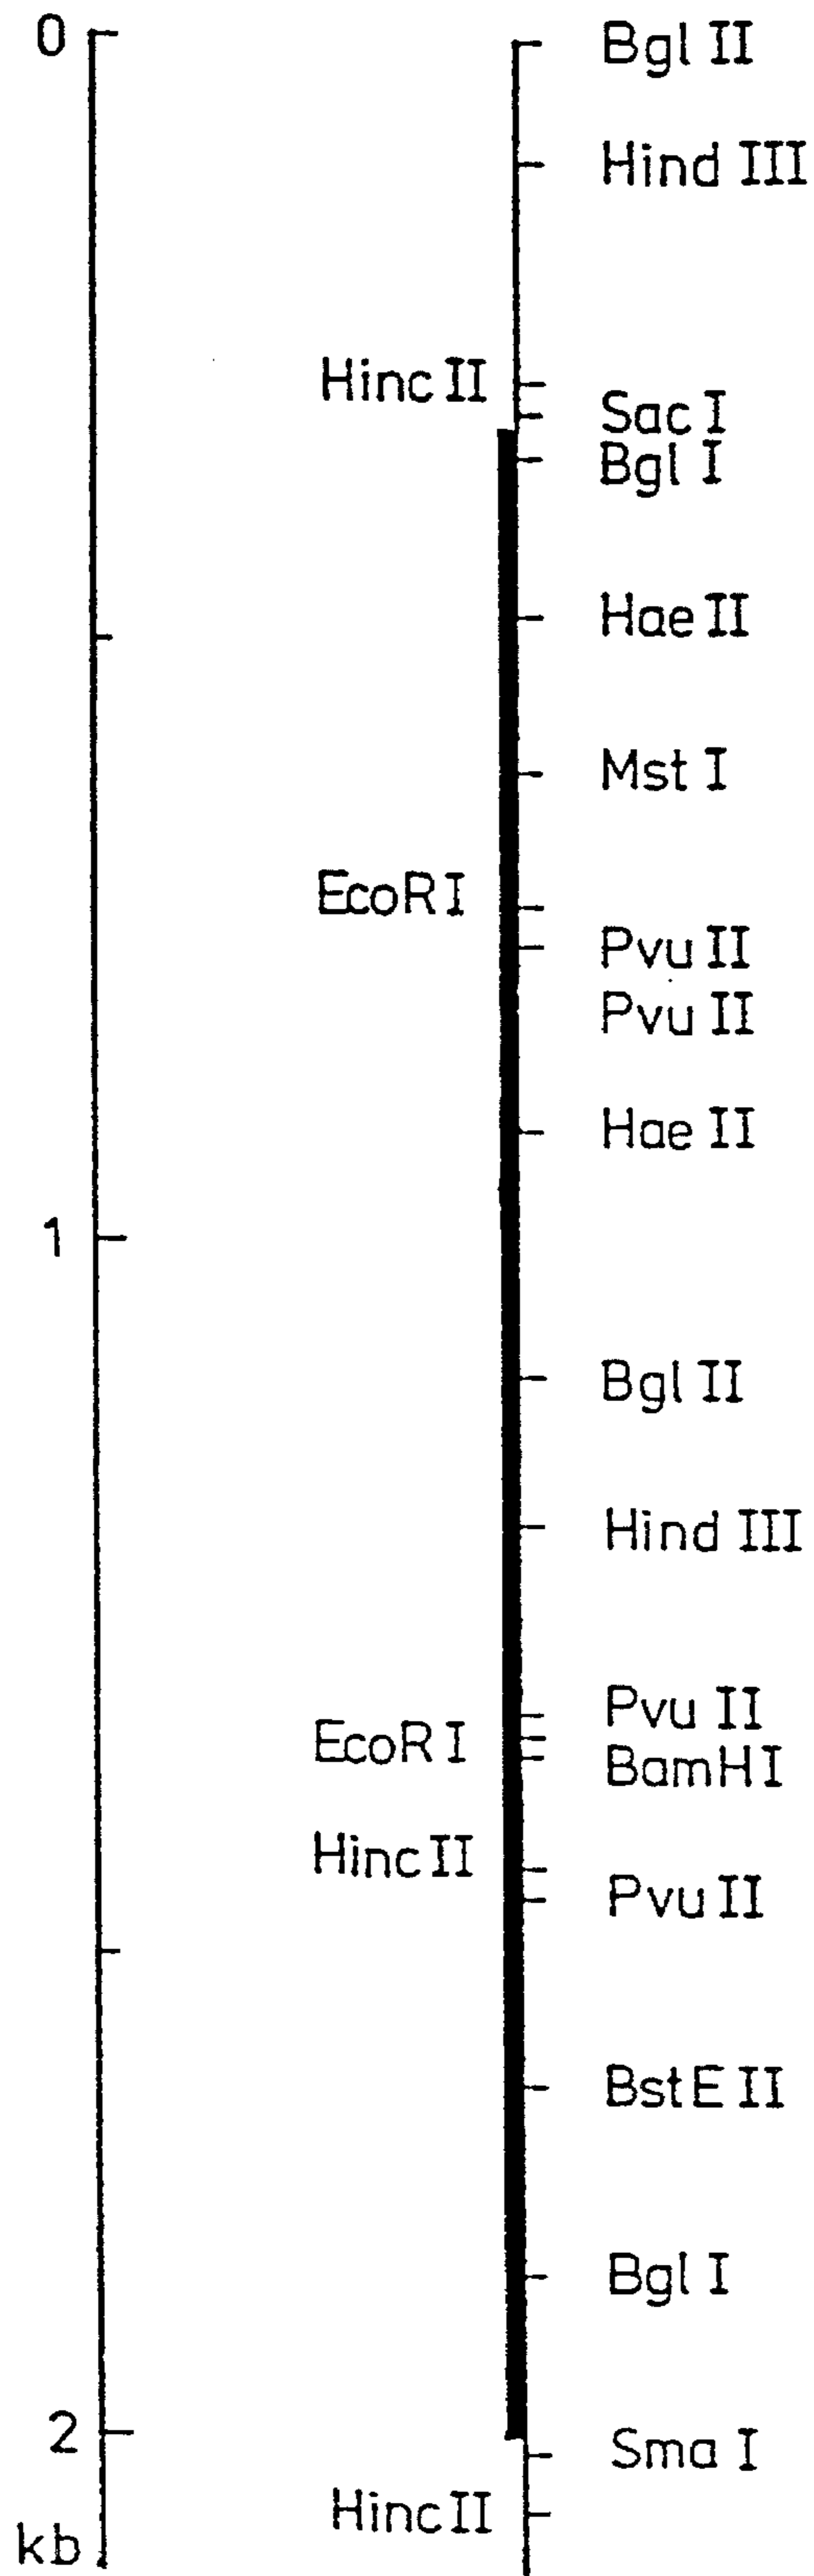 0
Bgl II
Hind III
Hinc II
Sac I
Bgl I
Hae II
Mst I
EcoR I
Pvu II
Pvu II
Hae II
1
Bgl II
Hind III
Pvu II
EcoR I
BamH I
Hinc II
Pvu II
BstE II
Bgl I
2
Sma I
Hinc II
kb